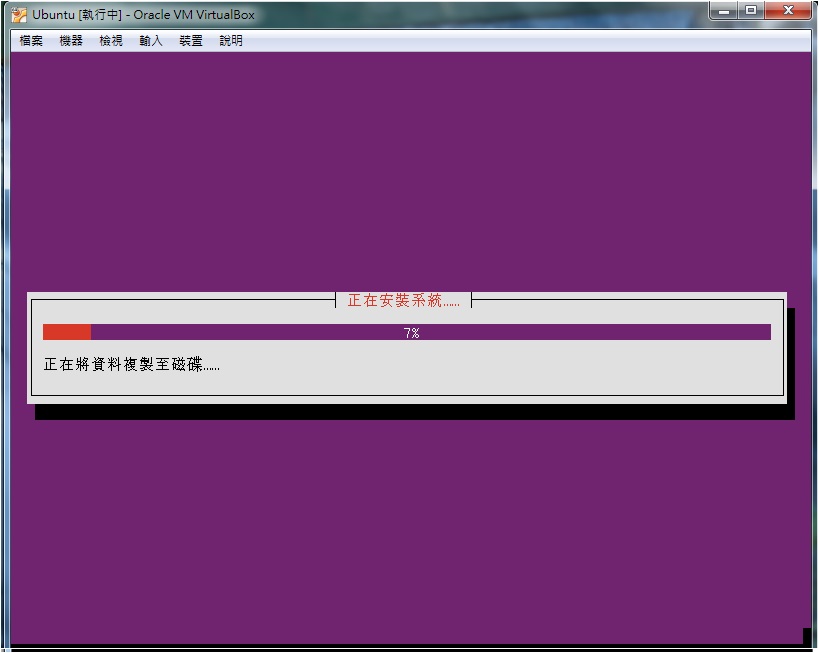 Ubuntu [執行中] - Oracle VM VirtualBox
檔案 機器 檢視 輸入 裝置 說明
正在安裝系統……
7%
正在將資料複製至磁碟……